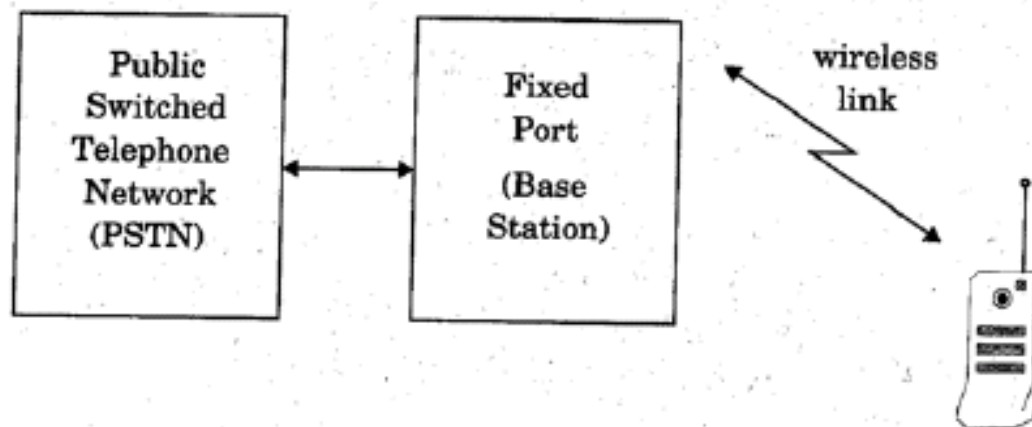 Public
Switched
Telephone
Network
(PSTN)
Fixed
Port
(Base
Station)
wireless
link